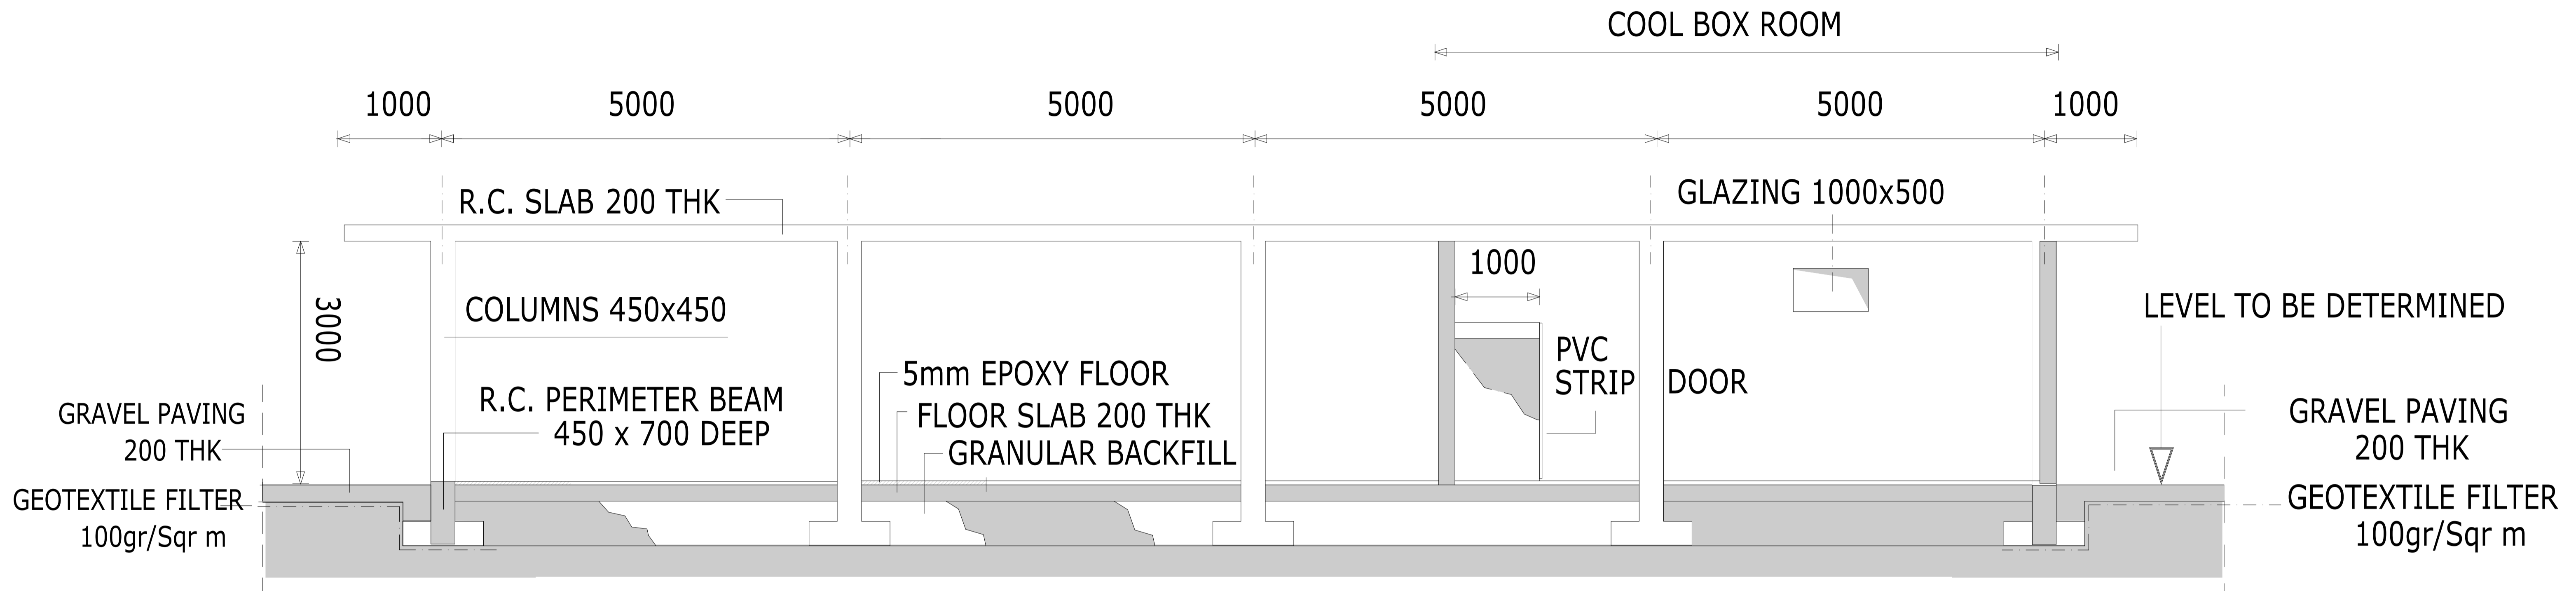 COOL BOX ROOM
1000
5000
5000
5000
5000
1000
R.C. SLAB 200 THK
GLAZING 1000x500
1000
3000
COLUMNS 450x450
LEVEL TO BE DETERMINED
PVC
STRIP DOOR
5mm EPOXY FLOOR
R.C. PERIMETER BEAM
450 x 700 DEEP
FLOOR SLAB 200 THK
GRANULAR BACKFILL
GRAVEL PAVING
200 THK
GEOTEXTILE FILTER
100gr/Sqr m
GRAVEL PAVING
200 THK
GEOTEXTILE FILTER
100gr/Sqr m